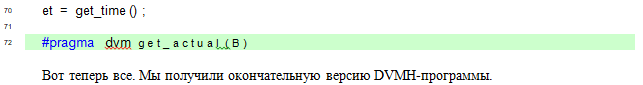 70 et = get_time() ;
71
72 #pragma dvm get_actual(B)
Вот теперь все. Мы получили окончательную версию DVMH-программы.